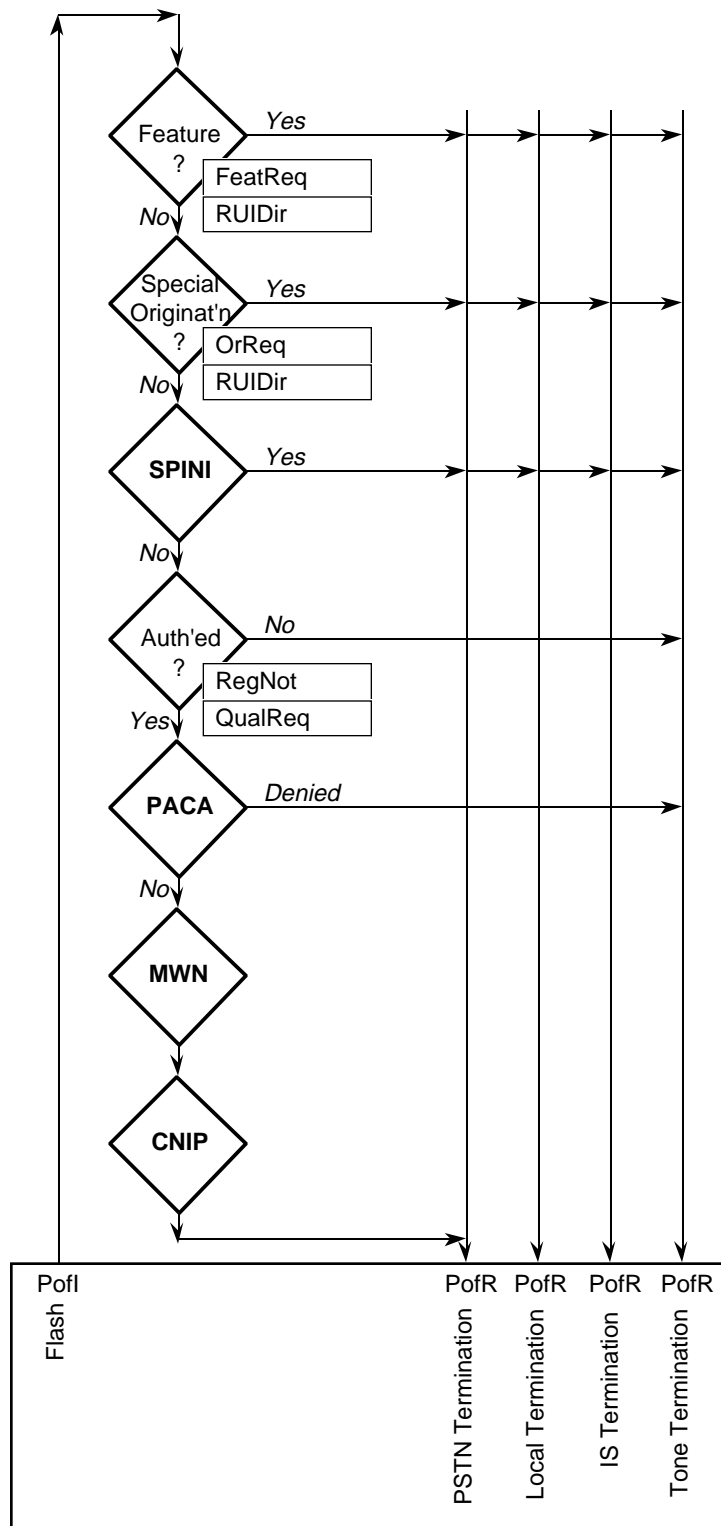 Feature
?
Yes
FeatReq
RUIDir
No
Special
Originat'n
?
Yes
OrReq
RUIDir
No
SPINI
Yes
No
Auth'ed
?
No
RegNot
QualReq
Yes
PACA
Denied
No
MWN
CNIP
PofI
PofR
PofR
PofR
PofR
Flash
PSTN Termination
Local Termination
IS Termination
Tone Termination